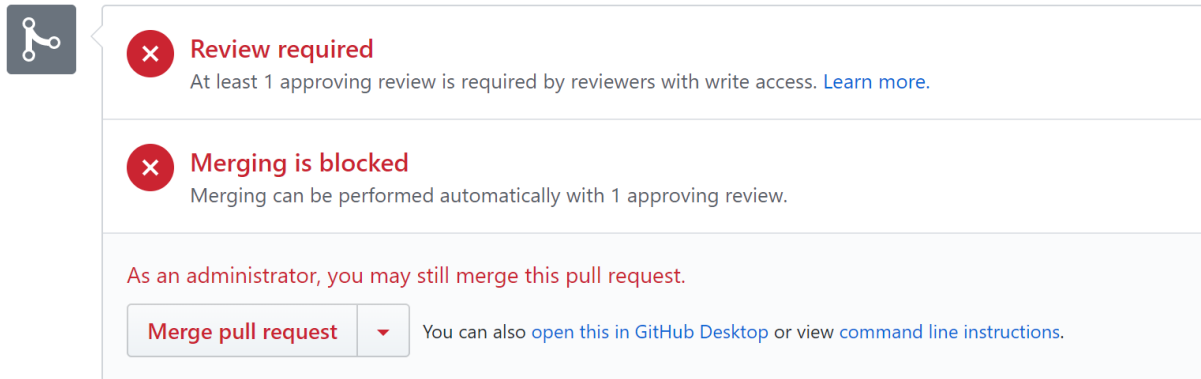 Review required
At least 1 approving review is required by reviewers with write access. Learn more.
Merging is blocked
Merging can be performed automatically with 1 approving review.
As an administrator, you may still merge this pull request.
Merge pull request You can also open this in GitHub Desktop or view command line instructions.